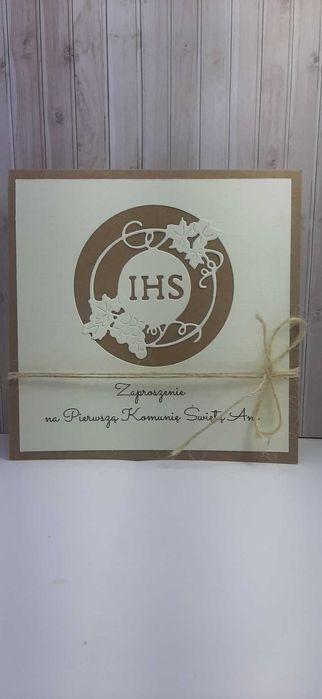 IHS
Zaproszenie
na Pierwszą Komunię Świętą